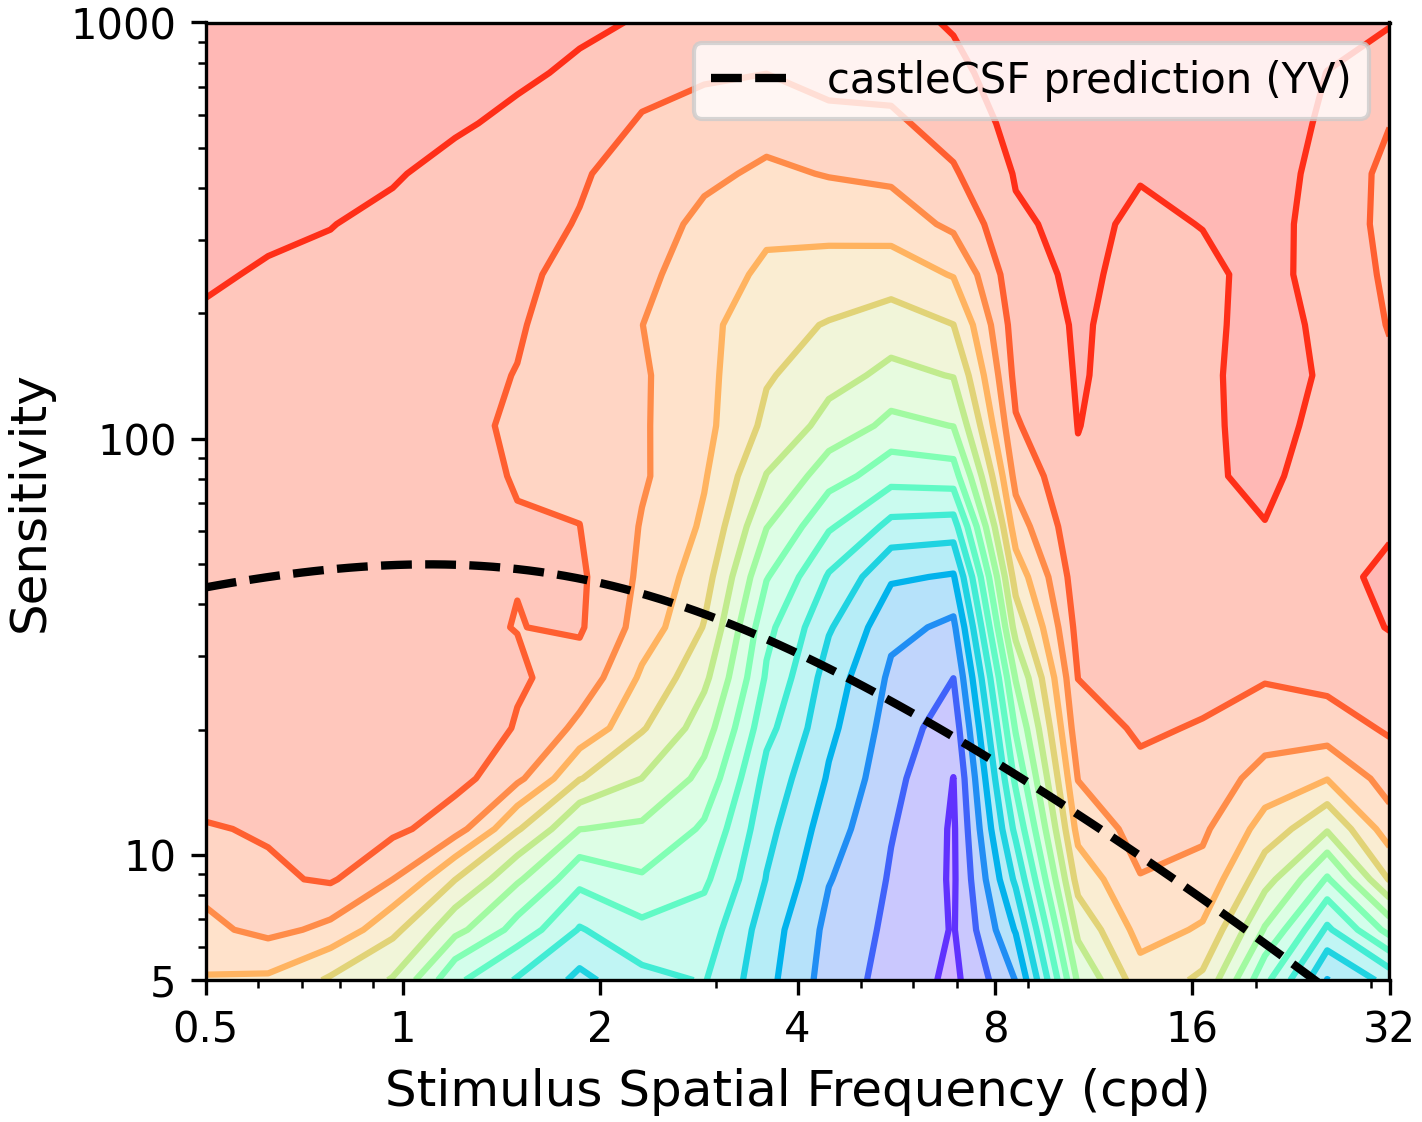 1000
castleCSF prediction (YV)
Sensitivity
100
10
5
0.5 1 2 4 8 16 32
Stimulus Spatial Frequency (cpd)